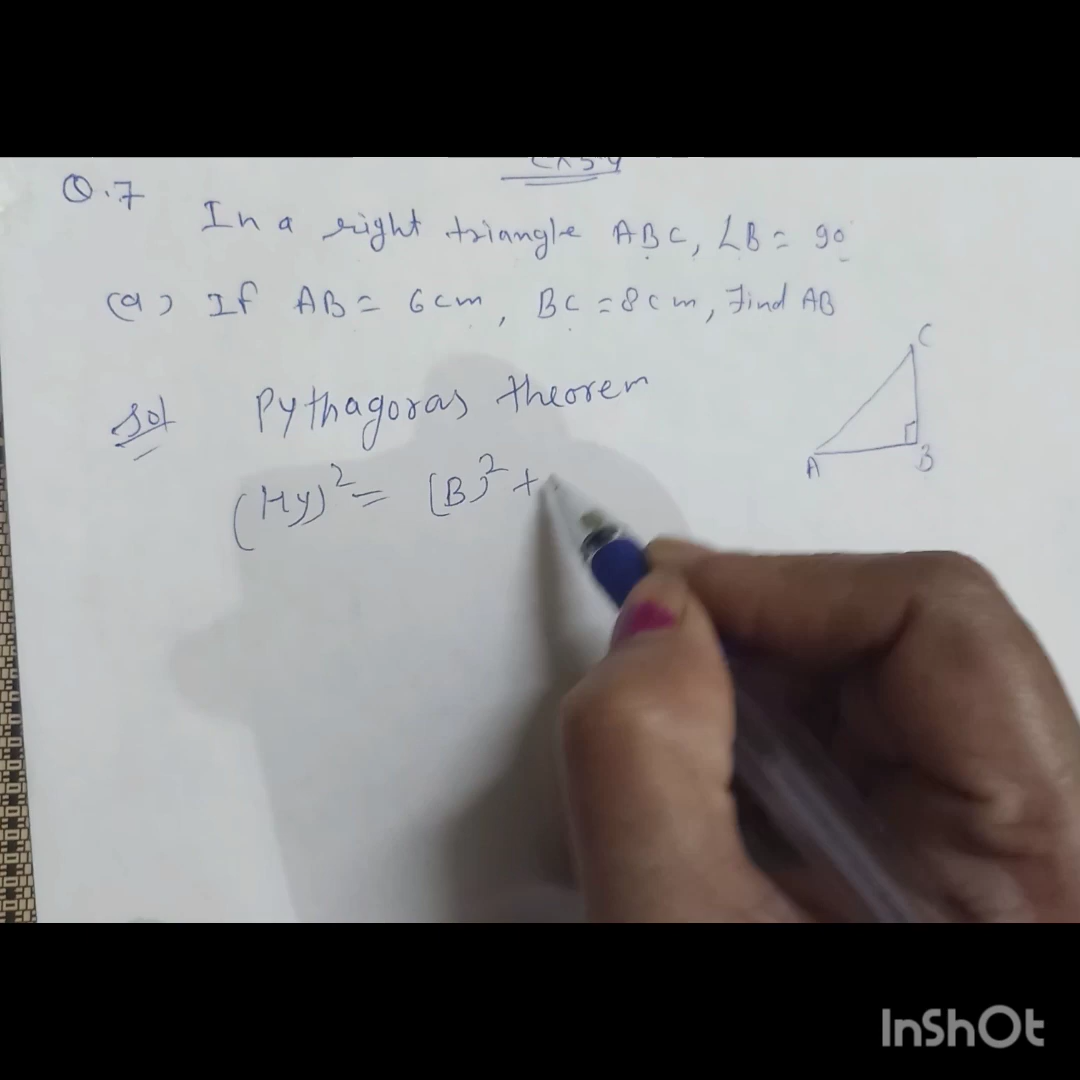 Q.7
In a right triangle ABC, ∠B = 90
(a) If AB = 6cm, BC = 8cm, Find AB
Sol Pythagoras theorem
(Hy)² = (B)² +
C
A
B
InShOt